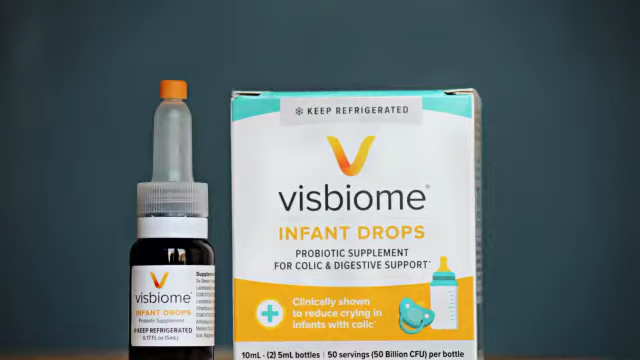 KEEP REFRIGERATED
visbiome®
INFANT DROPS
PROBIOTIC SUPPLEMENT
FOR COLIC & DIGESTIVE SUPPORT*
Clinically shown
to reduce crying in
infants with colic*
10mL - (2) 5mL bottles | 50 servings (50 Billion CFU) per bottle
visbiome®
INFANT DROPS
Probiotic Supplement
KEEP REFRIGERATED
0.17 fl oz (5mL)